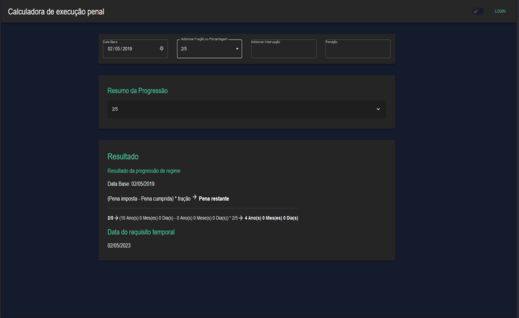 Calculadora de execução penal
LOGIN
Data Base
02/05/2019
Adicionar Fração ou Porcentagem
2/5
Adicionar Interrupção
Remição
Resumo da Progressão
2/5
Resultado
Resultado da progressão de regime
Data Base: 02/05/2019
(Pena imposta - Pena cumprida) * fração → Pena restante
2/5 → (10 Ano(s) 0 Mes(es) 0 Dia(s) - 0 Ano(s) 0 Mese(s) 0 Dia(s)) * 2/5 → 4 Ano(s) 0 Mes(es) 0 Dia(s)
Data do requisito temporal
02/05/2023